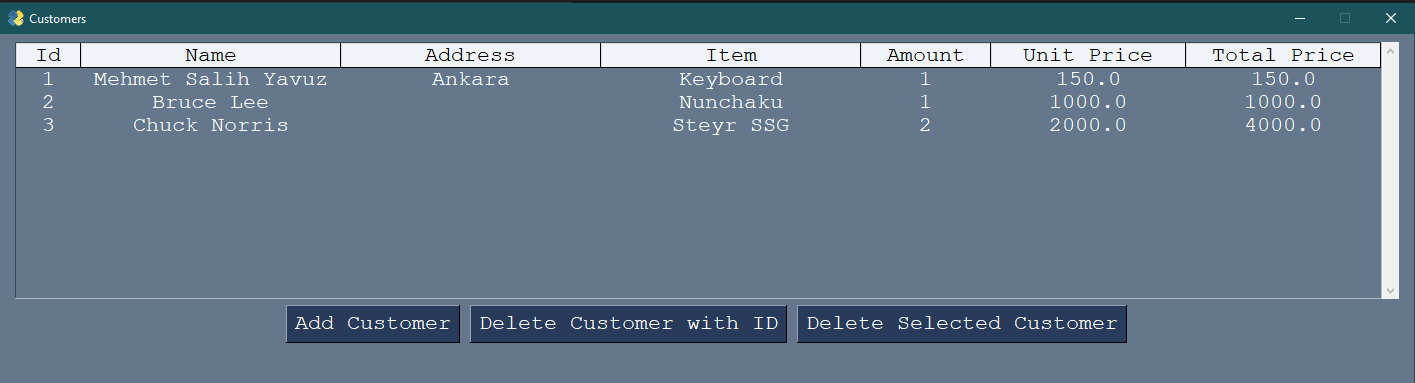 Customers
Id Name Address Item Amount Unit Price Total Price
1 Mehmet Salih Yavuz Ankara Keyboard 1 150.0 150.0
2 Bruce Lee Nunchaku 1 1000.0 1000.0
3 Chuck Norris Steyr SSG 2 2000.0 4000.0
Add Customer Delete Customer with ID Delete Selected Customer